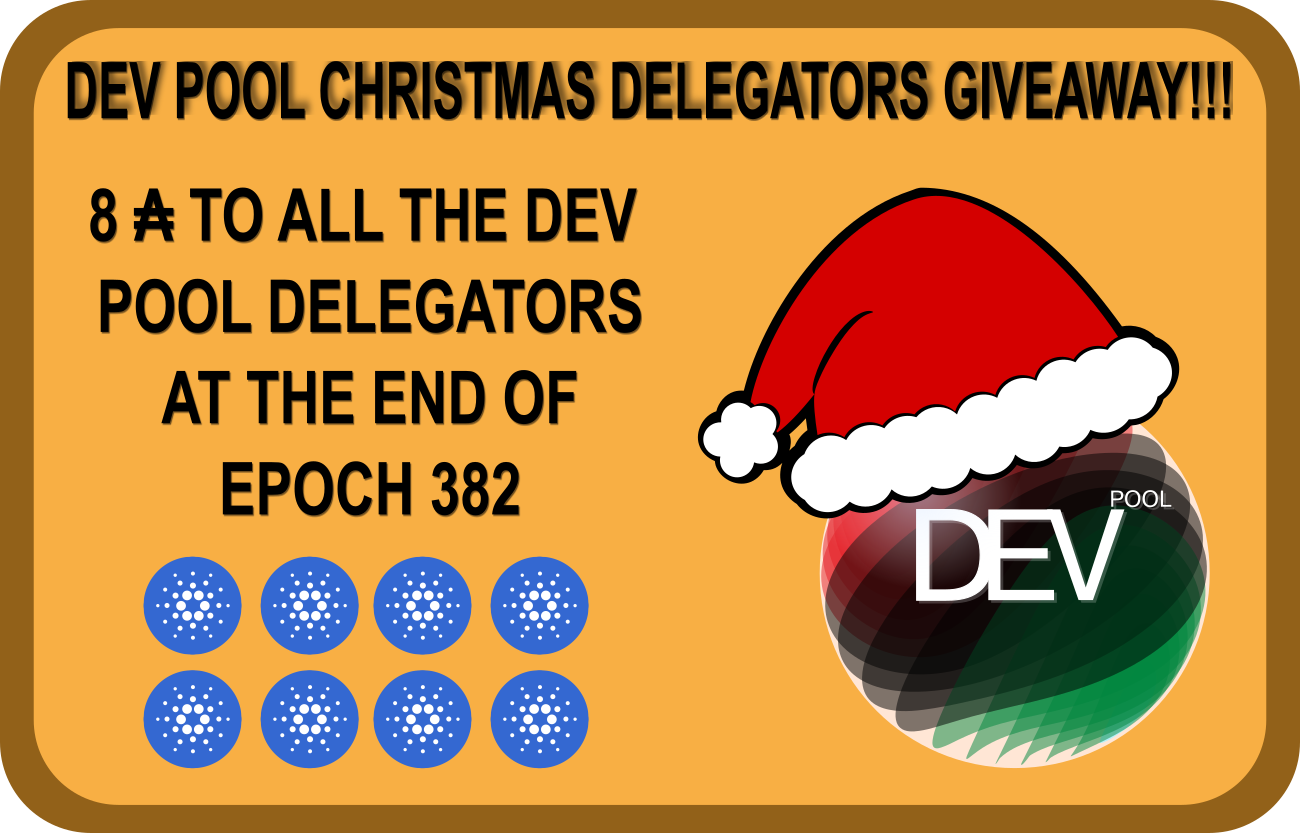 DEV POOL CHRISTMAS DELEGATORS GIVEAWAY!!!
8 ₳ TO ALL THE DEV
POOL DELEGATORS
AT THE END OF
EPOCH 382
POOL
DEV